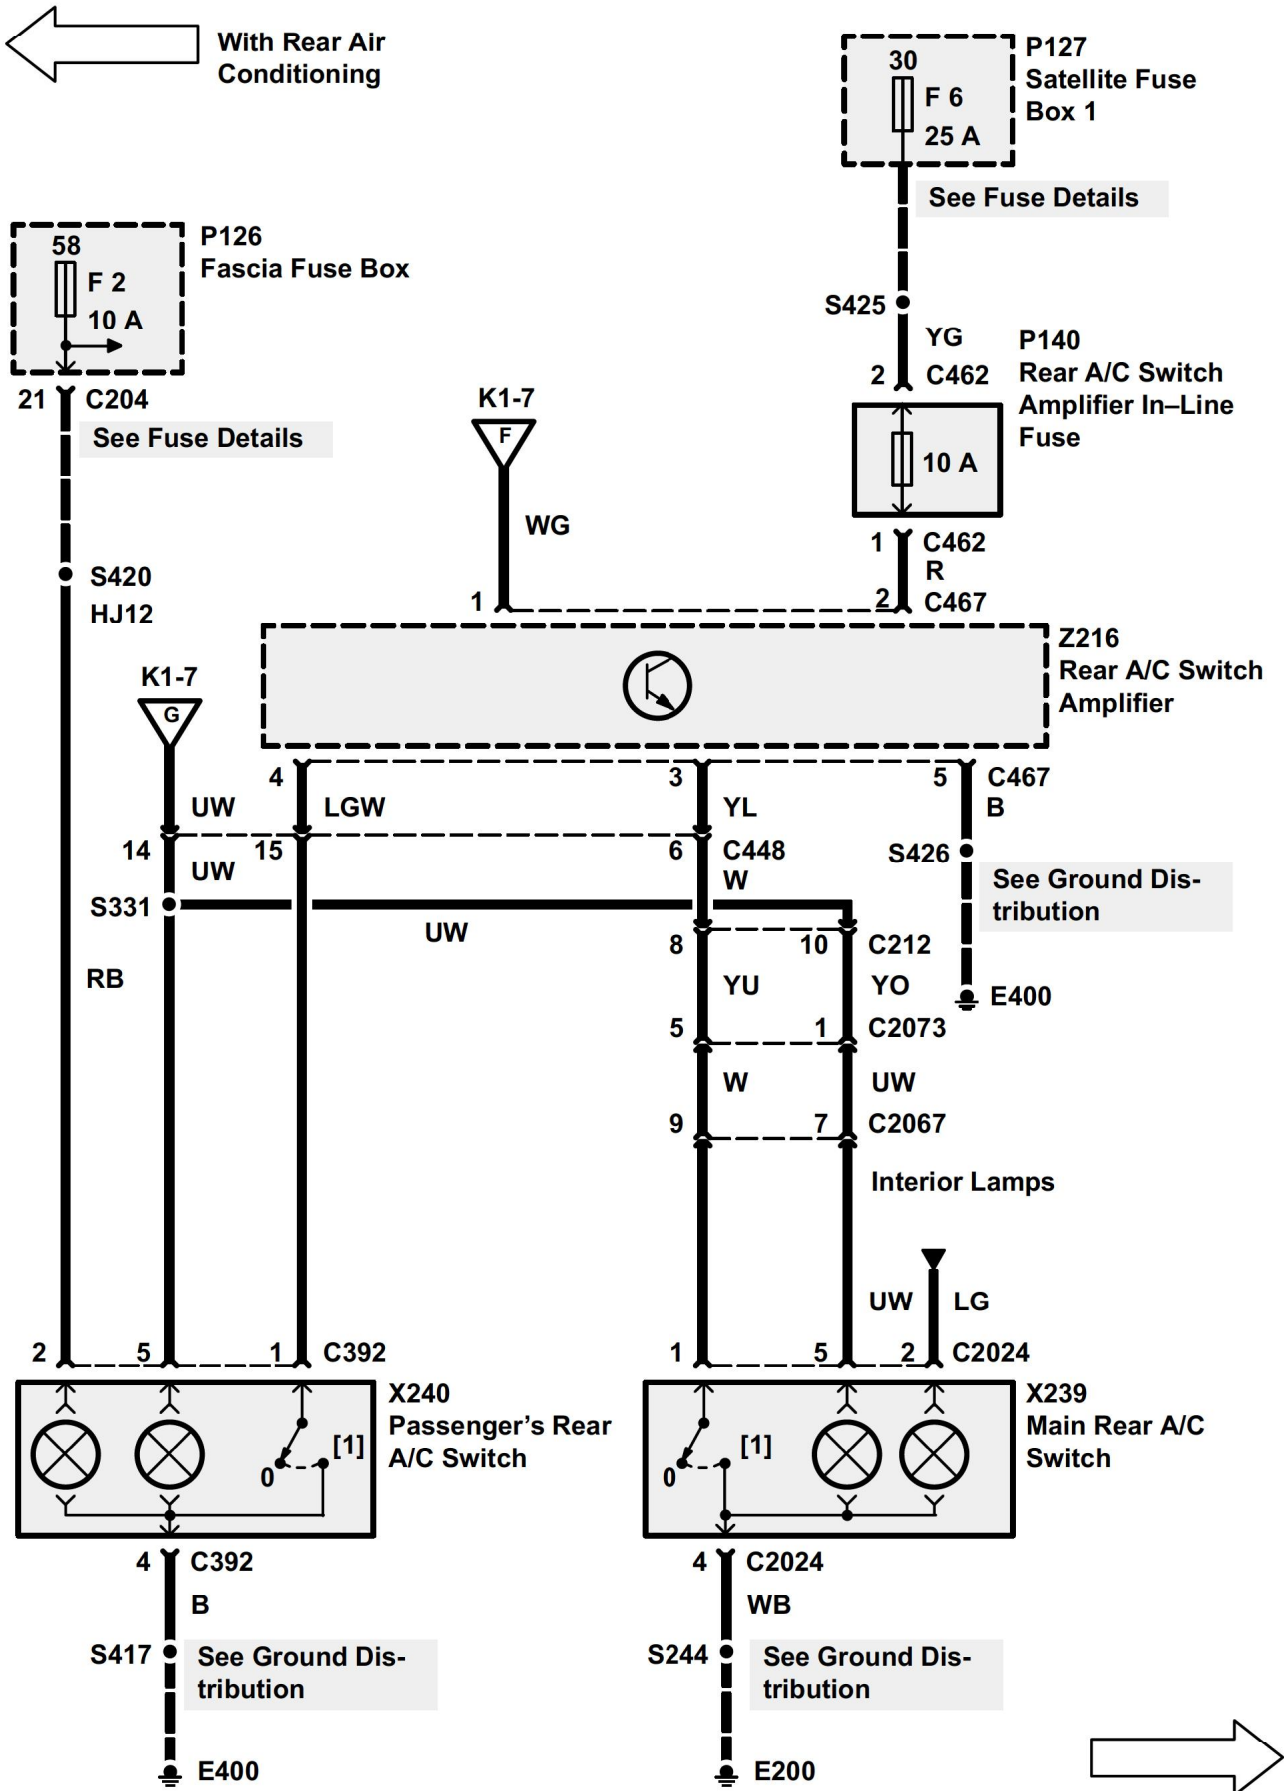 With Rear Air
Conditioning
30
F 6
25 A
P127
Satellite Fuse
Box 1
See Fuse Details
58
F 2
10 A
P126
Fascia Fuse Box
S425
YG
2 C462
P140
Rear A/C Switch
Amplifier In–Line
Fuse
21 C204
See Fuse Details
K1-7
F
10 A
WG
1 C462
R
S420
HJ12
1
2 C467
Z216
Rear A/C Switch
Amplifier
K1-7
G
4
3
5 C467
UW
LGW
YL
B
14
15
6 C448
S426
UW
W
See Ground Dis-
tribution
S331
UW
8
10 C212
RB
YU
YO
E400
5
1 C2073
W
UW
9
7 C2067
Interior Lamps
UW
LG
2
5
1 C392
1
5
2 C2024
X240
Passenger’s Rear
A/C Switch
[1]
0
X239
Main Rear A/C
Switch
[1]
0
4 C392
4 C2024
B
WB
S417
See Ground Dis-
tribution
S244
See Ground Dis-
tribution
E400
E200